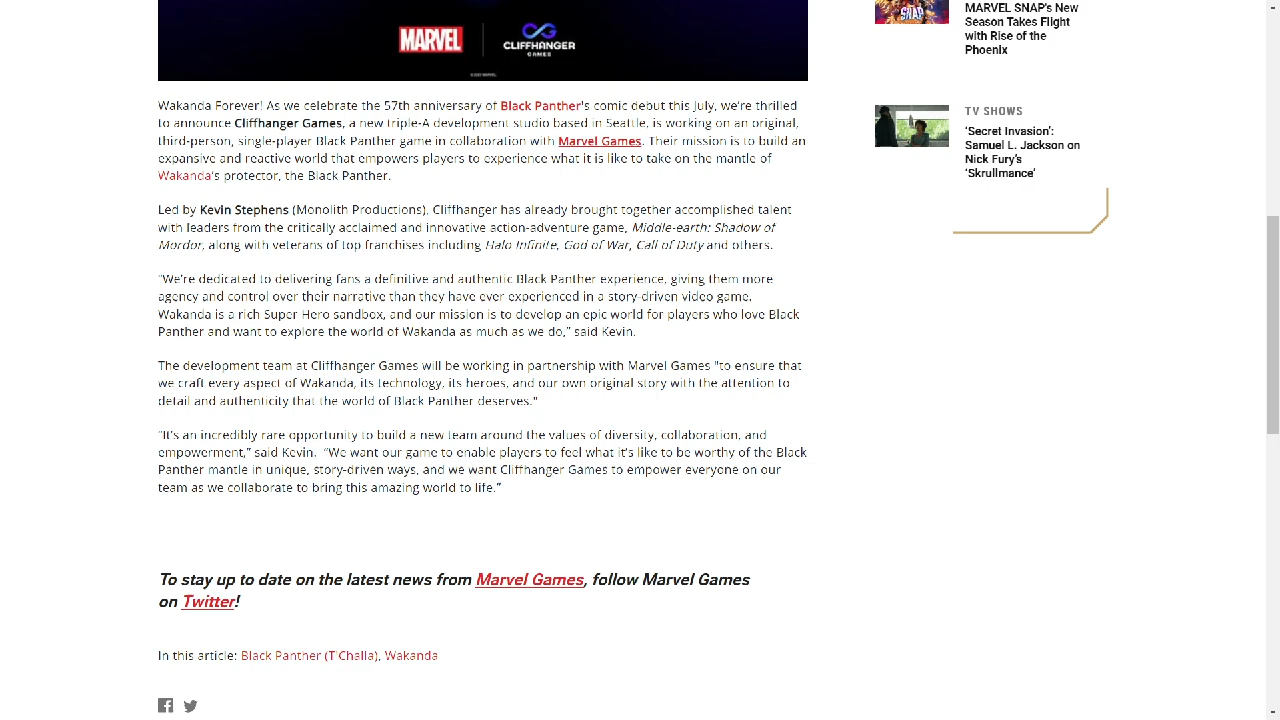 MARVEL
CLIFFHANGER
GAMES
MARVEL SNAP's New
Season Takes Flight
with Rise of the
Phoenix
Wakanda Forever! As we celebrate the 57th anniversary of Black Panther's comic debut this July, we're thrilled
to announce Cliffhanger Games, a new triple-A development studio based in Seattle, is working on an original,
third-person, single-player Black Panther game in collaboration with Marvel Games. Their mission is to build an
expansive and reactive world that empowers players to experience what it is like to take on the mantle of
Wakanda's protector, the Black Panther.
Led by Kevin Stephens (Monolith Productions), Cliffhanger has already brought together accomplished talent
with leaders from the critically acclaimed and innovative action-adventure game, Middle-earth: Shadow of
Mordor, along with veterans of top franchises including Halo Infinite, God of War, Call of Duty and others.
“We’re dedicated to delivering fans a definitive and authentic Black Panther experience, giving them more
agency and control over their narrative than they have ever experienced in a story-driven video game.
Wakanda is a rich Super Hero sandbox, and our mission is to develop an epic world for players who love Black
Panther and want to explore the world of Wakanda as much as we do,” said Kevin.
The development team at Cliffhanger Games will be working in partnership with Marvel Games "to ensure that
we craft every aspect of Wakanda, its technology, its heroes, and our own original story with the attention to
detail and authenticity that the world of Black Panther deserves."
“It’s an incredibly rare opportunity to build a new team around the values of diversity, collaboration, and
empowerment,” said Kevin.  “We want our game to enable players to feel what it’s like to be worthy of the Black
Panther mantle in unique, story-driven ways, and we want Cliffhanger Games to empower everyone on our
team as we collaborate to bring this amazing world to life.”
To stay up to date on the latest news from Marvel Games, follow Marvel Games
on Twitter!
In this article: Black Panther (T'Challa), Wakanda
TV SHOWS
‘Secret Invasion’:
Samuel L. Jackson on
Nick Fury’s
‘Skrullmance’
SNAP